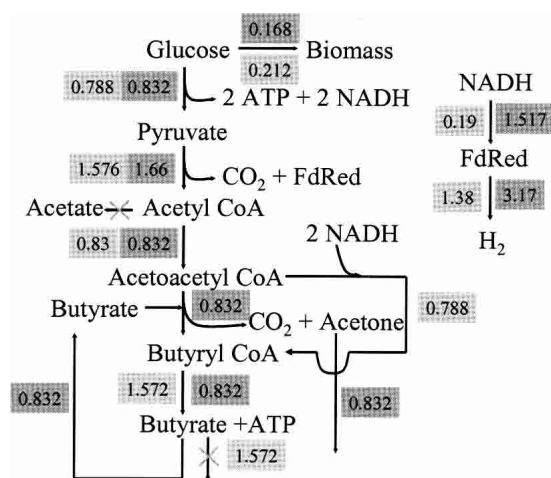 0.168
Glucose → Biomass
0.212
0.788 0.832
2 ATP + 2 NADH
NADH
0.19 1.517
Pyruvate
FdRed
1.576 1.66
CO₂ + FdRed
1.38 3.17
Acetate Acetyl CoA
H₂
0.83 0.832
2 NADH
Acetoacetyl CoA
Butyrate
0.832
0.788
CO₂ + Acetone
Butyryl CoA
1.572 0.832
0.832
0.832
Butyrate +ATP
1.572